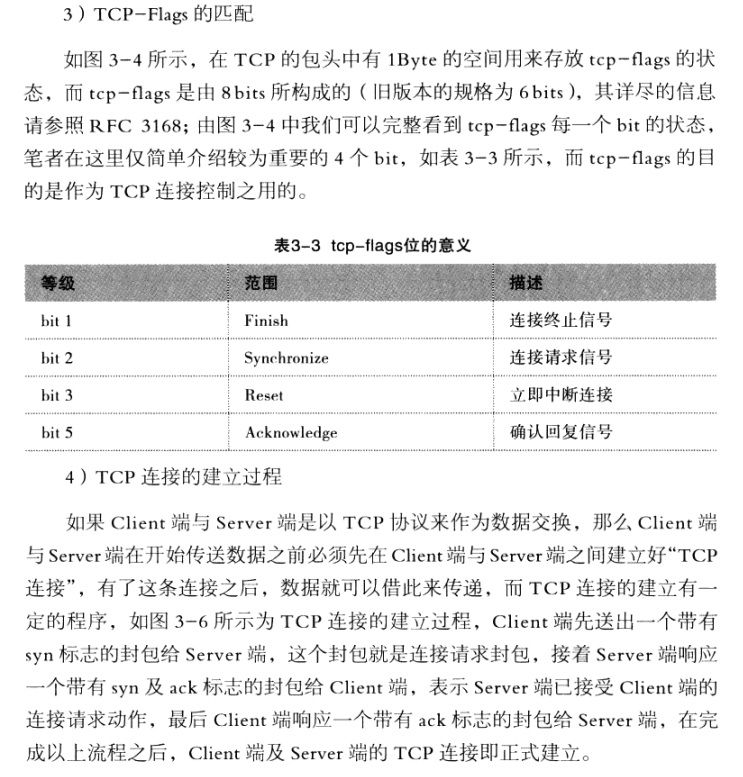 3）TCP-Flags 的匹配
如图 3-4 所示，在 TCP 的包头中有 1Byte 的空间用来存放 tcp-flags 的状
态，而 tcp-flags 是由 8bits 所构成的（旧版本的规格为 6bits），其详尽的信息
请参照 RFC 3168；由图 3-4 中我们可以完整看到 tcp-flags 每一个 bit 的状态，
笔者在这里仅简单介绍较为重要的 4 个 bit，如表 3-3 所示，而 tcp-flags 的目
的是作为 TCP 连接控制之用的。
表3-3 tcp-flags位的意义
等级 范围 描述
bit 1 Finish 连接终止信号
bit 2 Synchronize 连接请求信号
bit 3 Reset 立即中断连接
bit 5 Acknowledge 确认回复信号
4）TCP 连接的建立过程
如果 Client 端与 Server 端是以 TCP 协议来作为数据交换，那么 Client 端
与 Server 端在开始传送数据之前必须先在 Client 端与 Server 端之间建立好“TCP
连接”，有了这条连接之后，数据就可以借此来传递，而 TCP 连接的建立有一
定的程序，如图 3-6 所示为 TCP 连接的建立过程，Client 端先送出一个带有
syn 标志的封包给 Server 端，这个封包就是连接请求封包，接着 Server 端响应
一个带有 syn 及 ack 标志的封包给 Client 端，表示 Server 端已接受 Client 端的
连接请求动作，最后 Client 端响应一个带有 ack 标志的封包给 Server 端，在完
成以上流程之后，Client 端及 Server 端的 TCP 连接即正式建立。